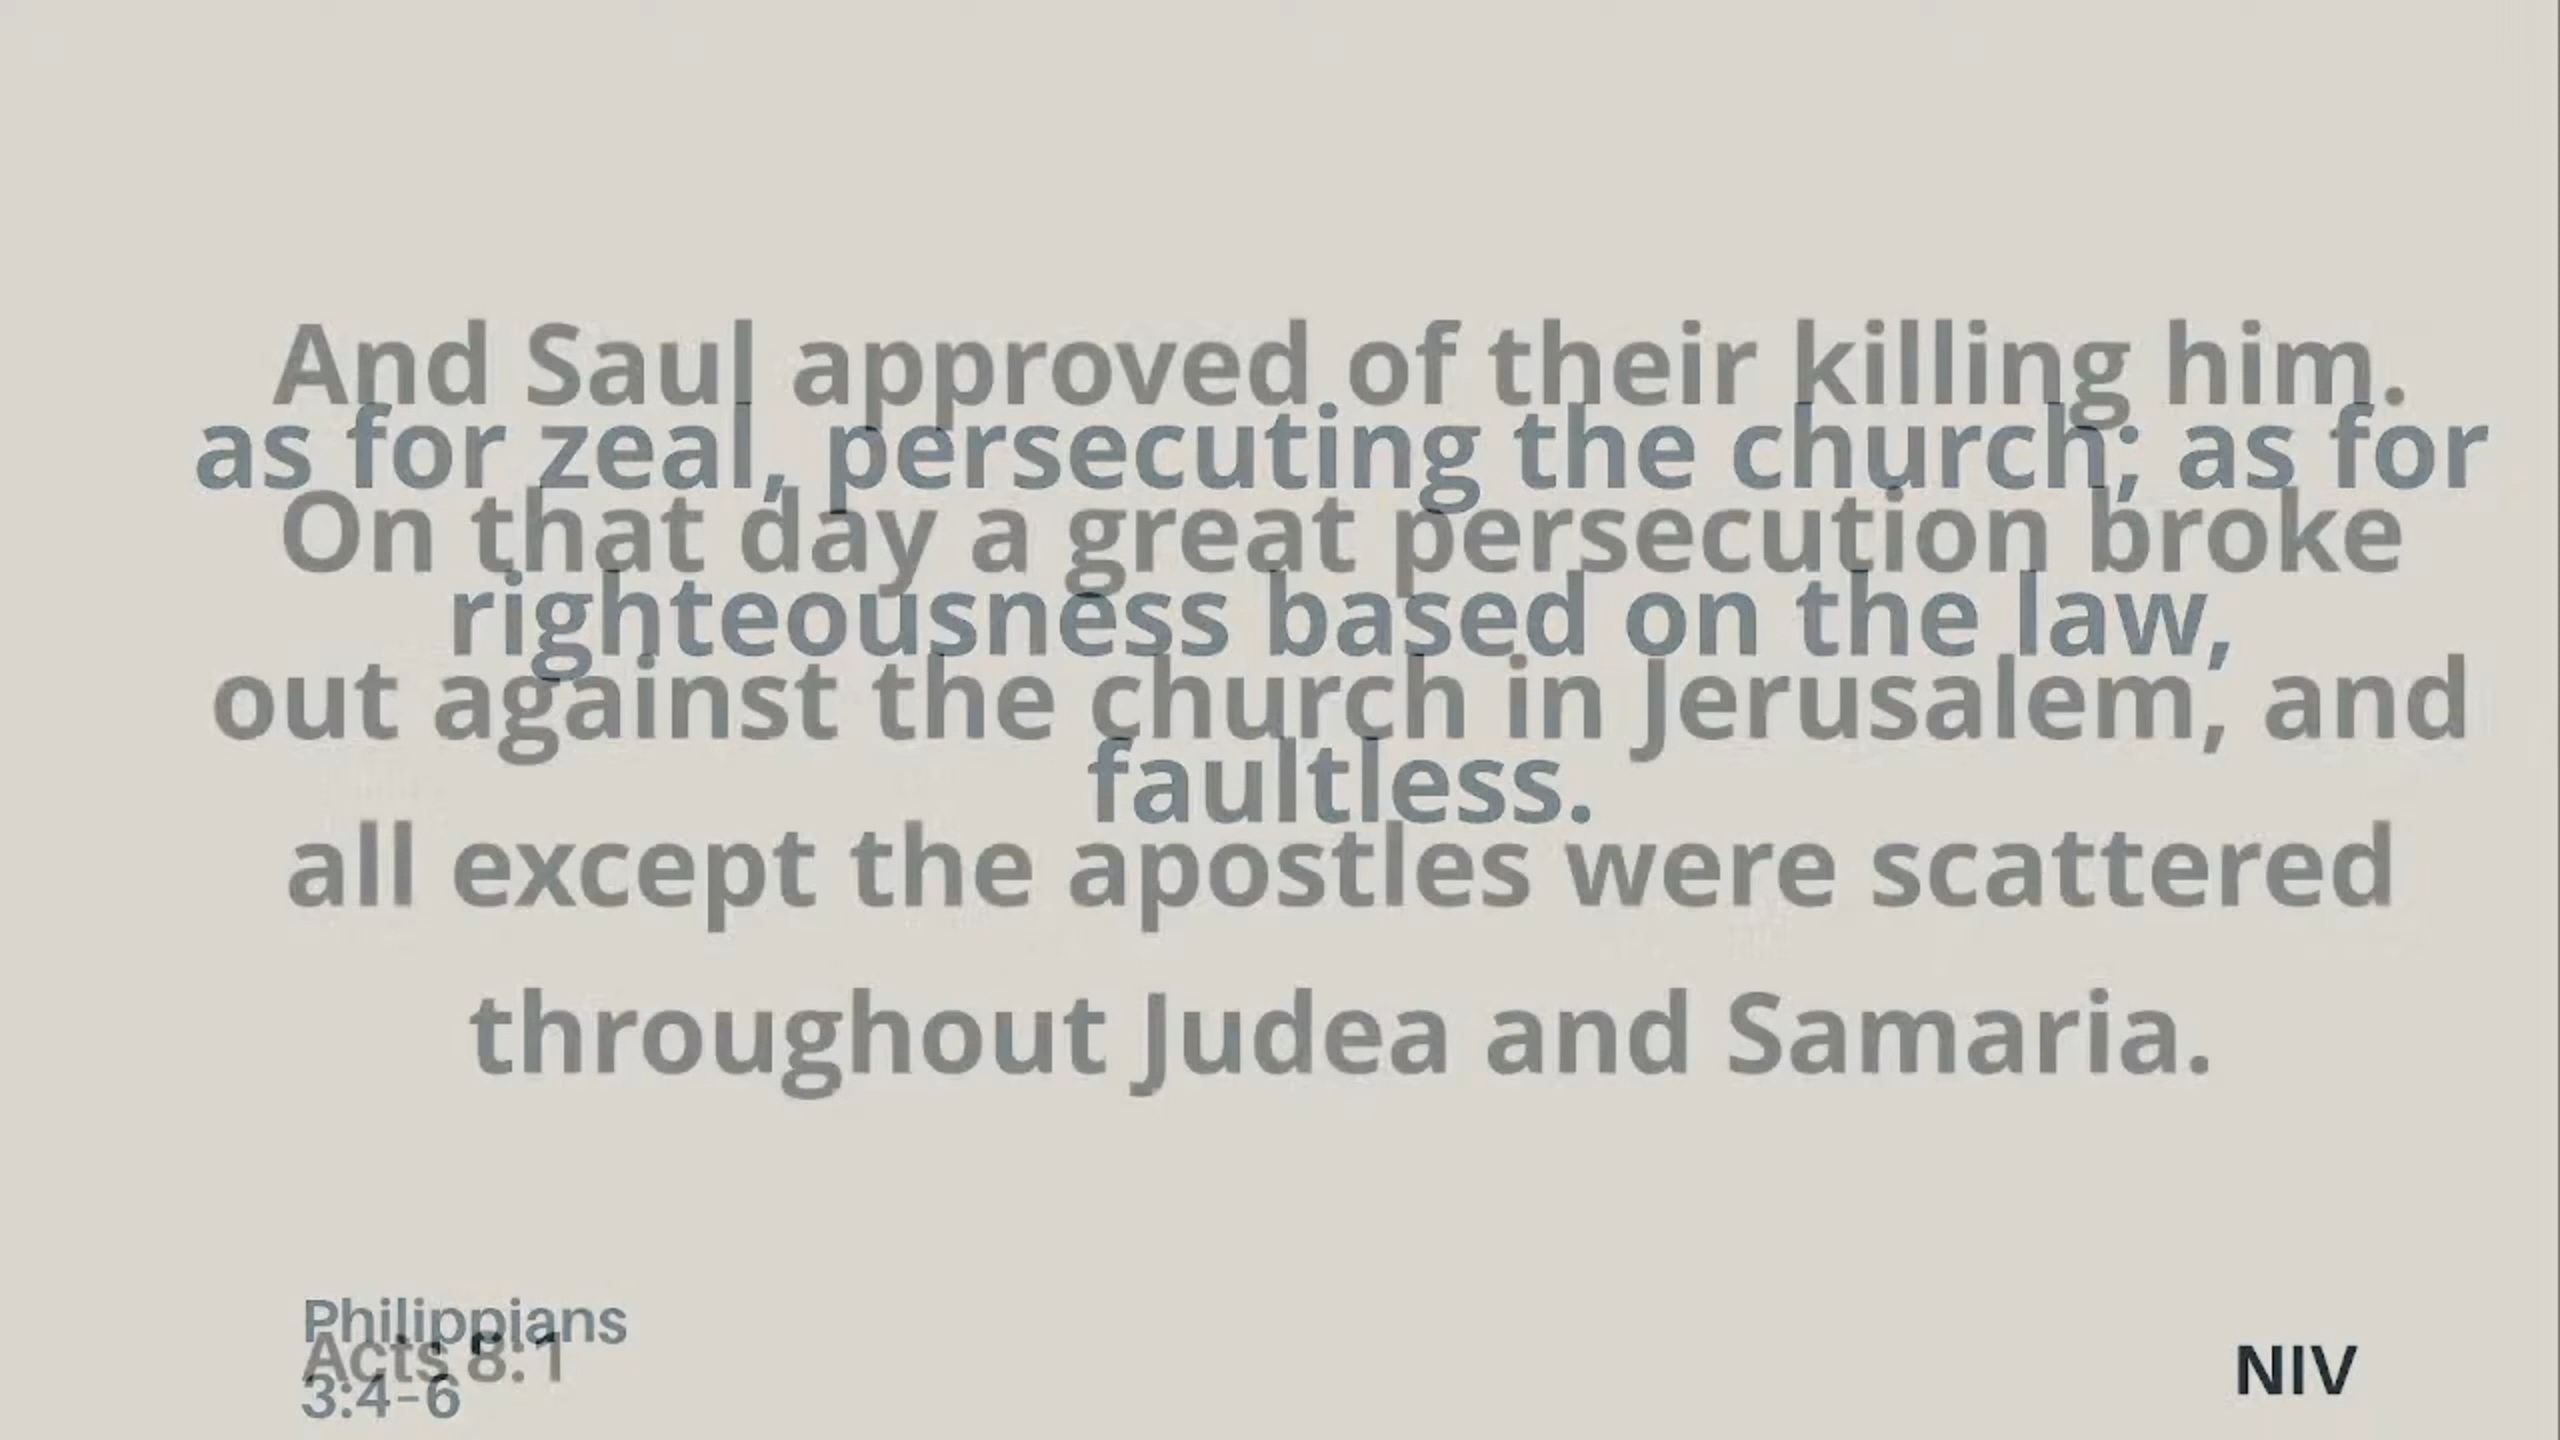 And Saul approved of their killing him.
as for zeal, persecuting the church; as for
On that day a great persecution broke
righteousness based on the law,
out against the church in Jerusalem, and
faultless.
all except the apostles were scattered
throughout Judea and Samaria.
Philippians
Acts 8:1
3:4-6
NIV